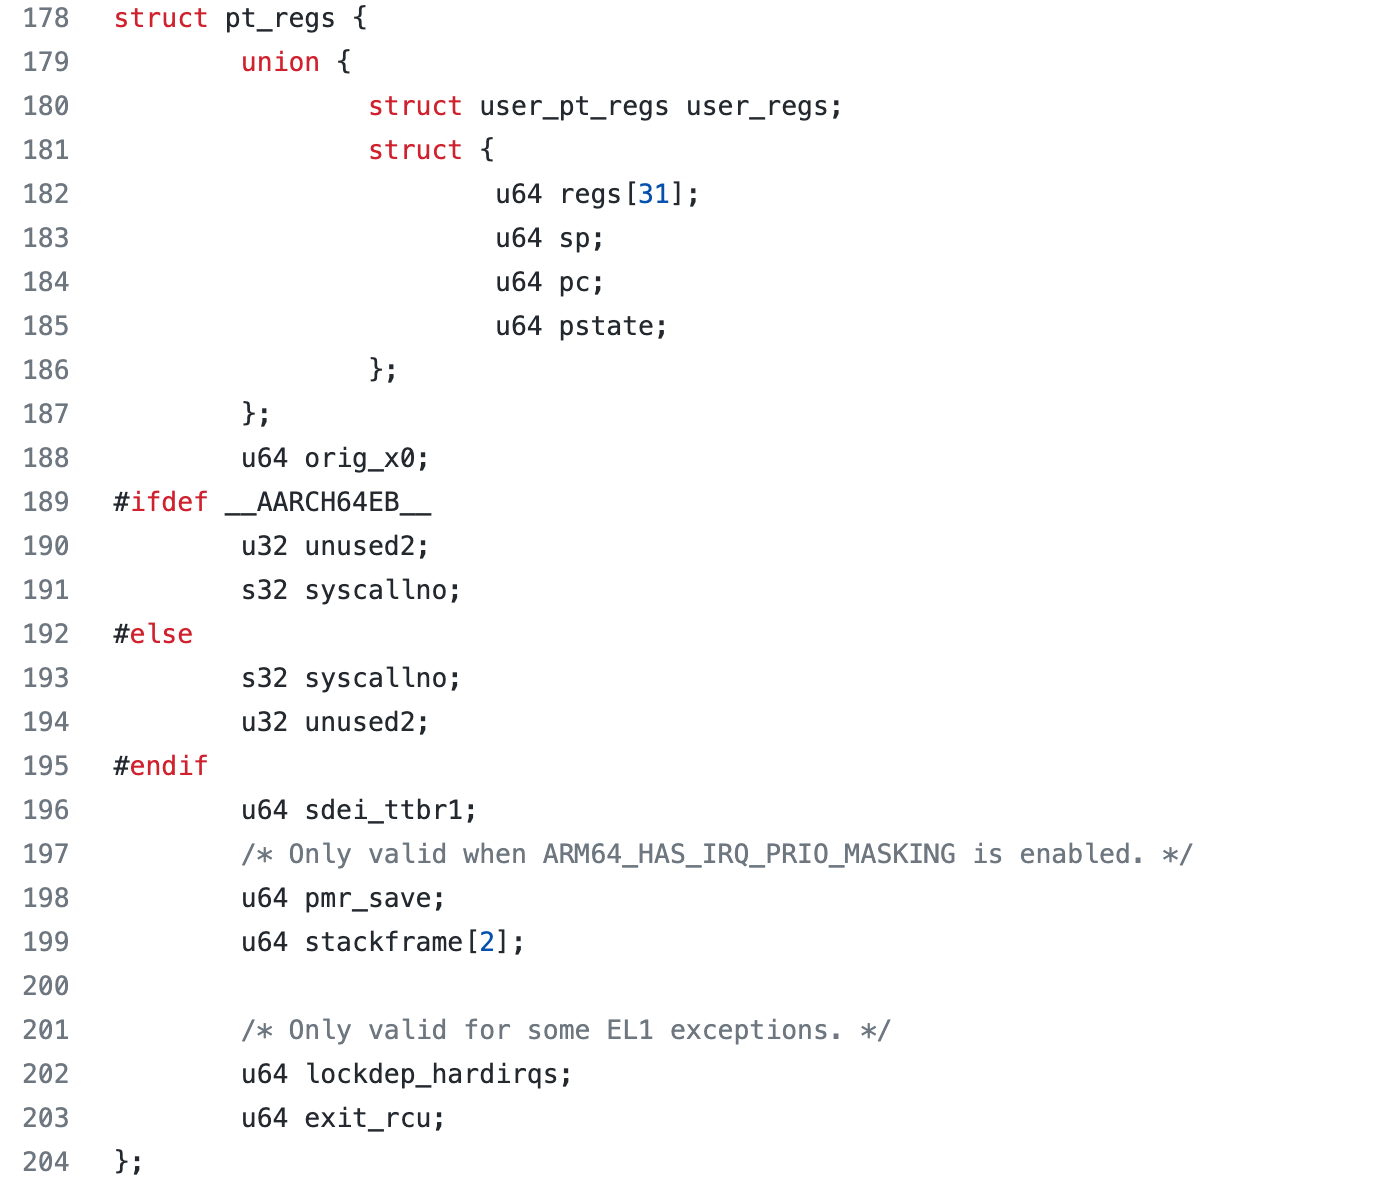 178 struct pt_regs {
179         union {
180                 struct user_pt_regs user_regs;
181                 struct {
182                         u64 regs[31];
183                         u64 sp;
184                         u64 pc;
185                         u64 pstate;
186                 };
187         };
188         u64 orig_x0;
189 #ifdef __AARCH64EB__
190         u32 unused2;
191         s32 syscallno;
192 #else
193         s32 syscallno;
194         u32 unused2;
195 #endif
196         u64 sdei_ttbr1;
197         /* Only valid when ARM64_HAS_IRQ_PRIO_MASKING is enabled. */
198         u64 pmr_save;
199         u64 stackframe[2];
200
201         /* Only valid for some EL1 exceptions. */
202         u64 lockdep_hardirqs;
203         u64 exit_rcu;
204 };